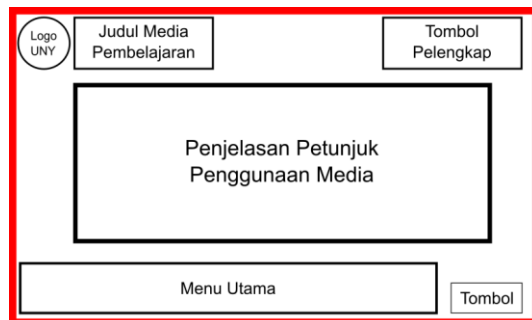 Logo
UNY
Judul Media
Pembelajaran
Tombol
Pelengkap
Penjelasan Petunjuk
Penggunaan Media
Menu Utama
Tombol